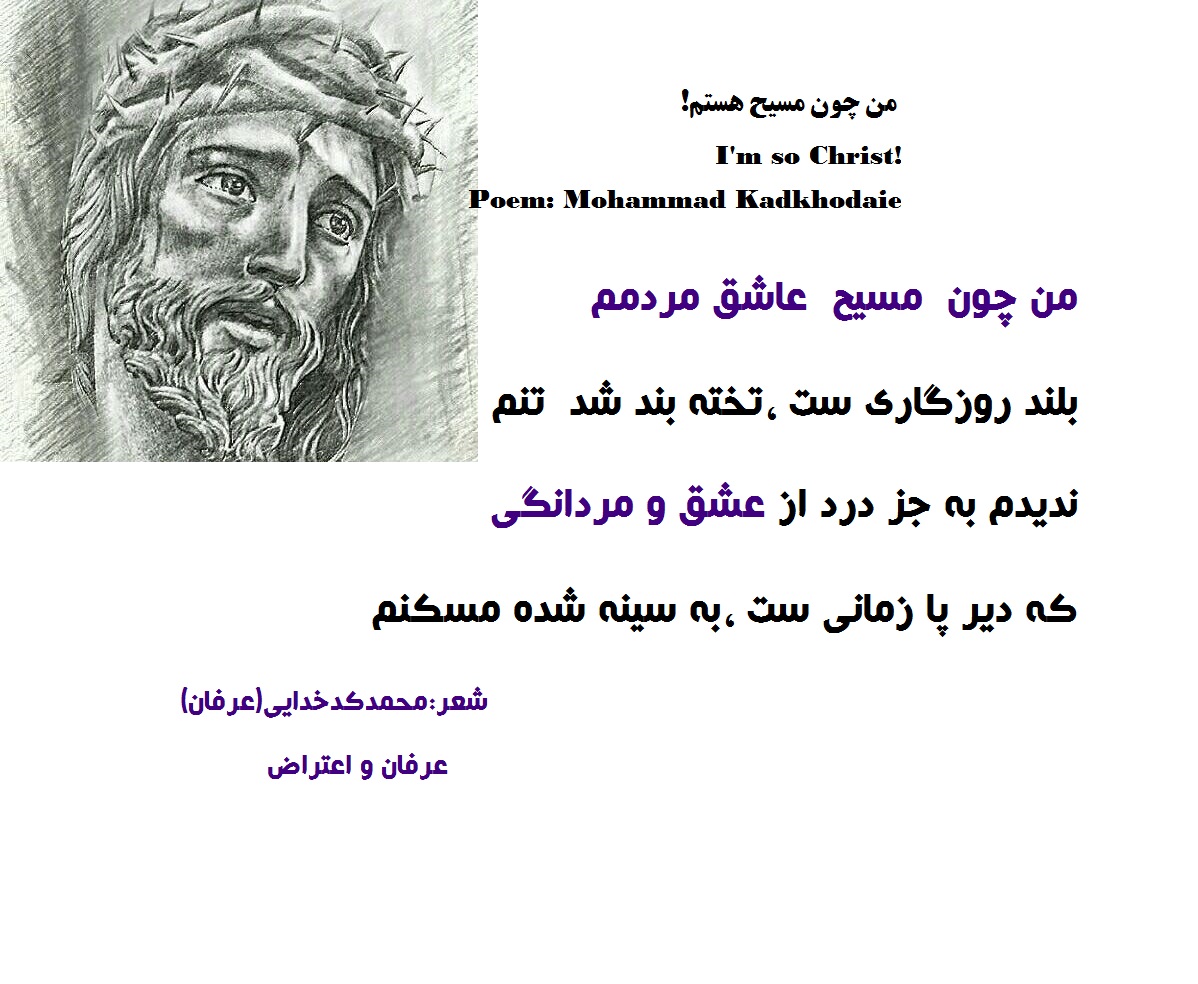 من چون مسیح هستم!
I'm so Christ!
Poem: Mohammad Kadkhodaie
من چون مسیح عاشق مردمم
بلند روزگاری ست ،تخته بند شد تنم
ندیدم به جز درد از عشق و مردانگی
که دیر پا زمانی ست ،به سینه شده مسکنم
شعر:محمدکدخدایی(عرفان)
عرفان و اعتراض